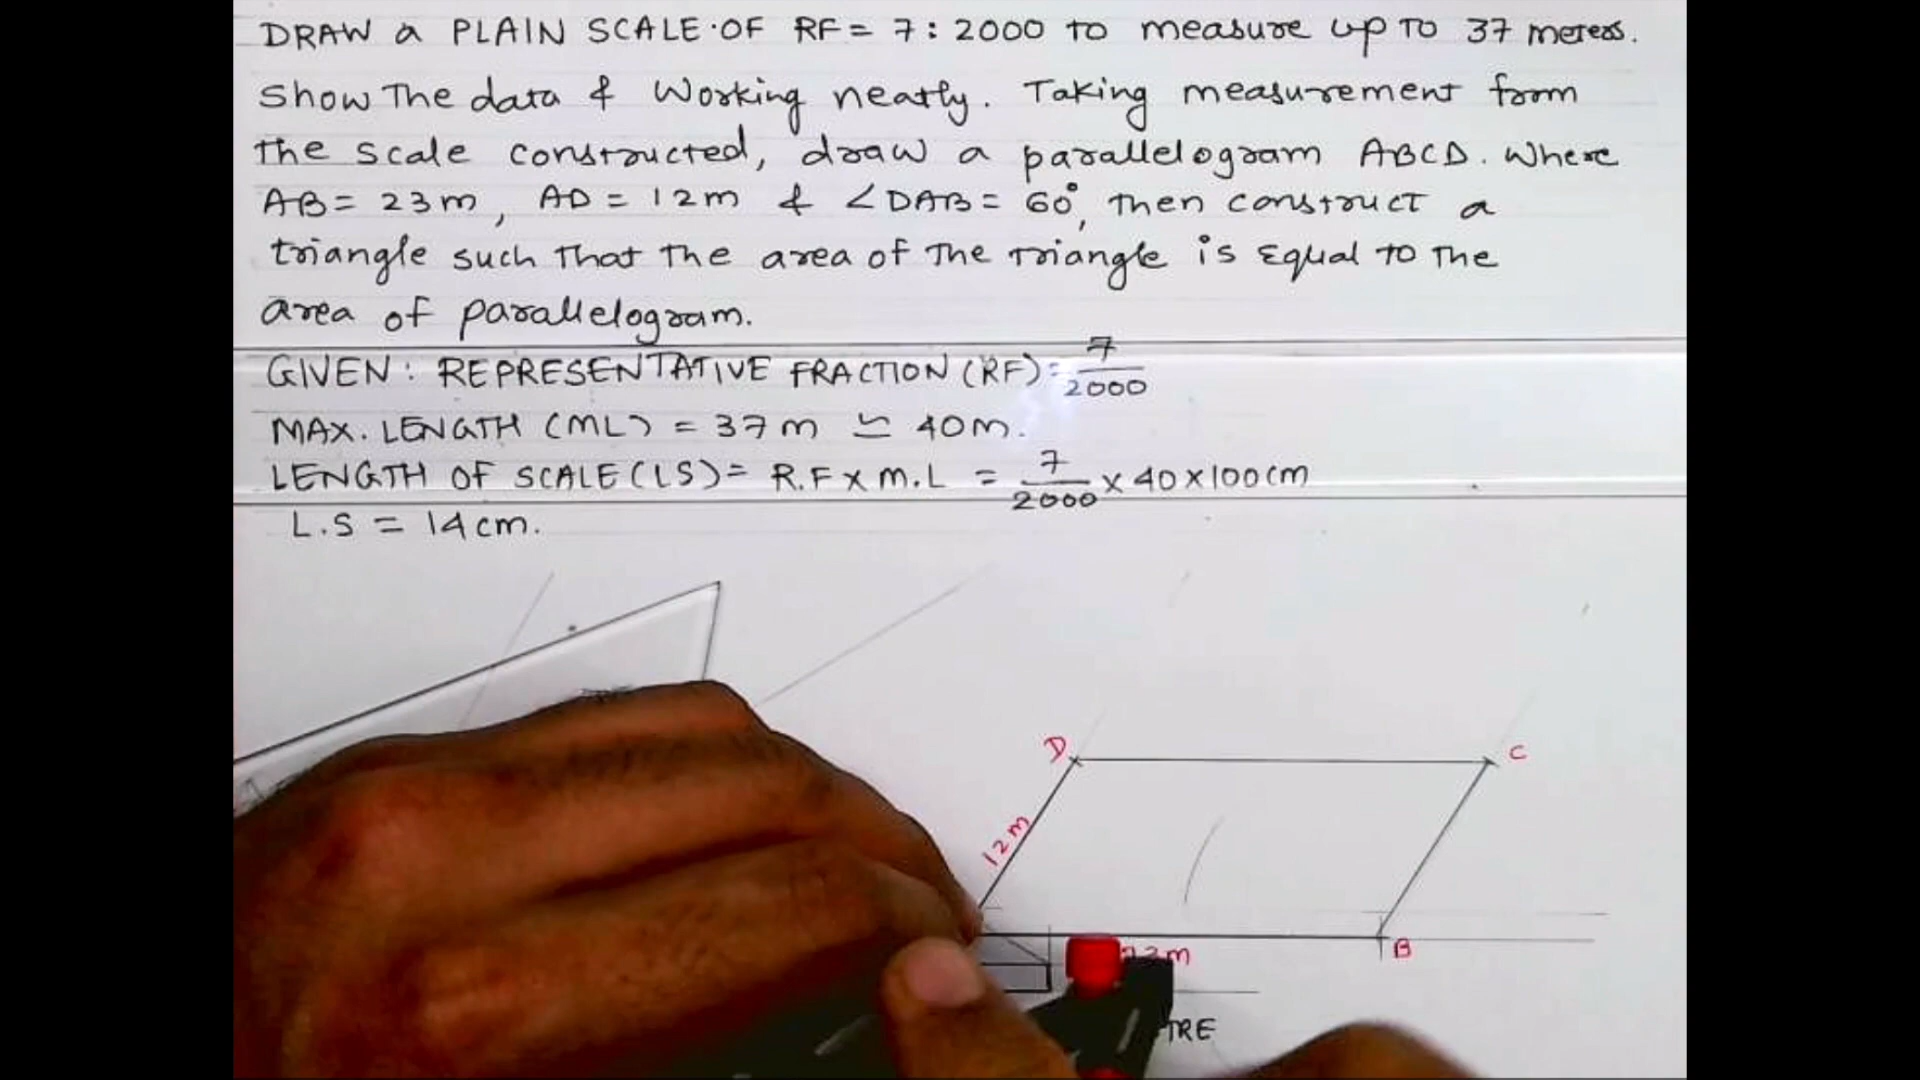 DRAW a PLAIN SCALE OF RF = 7:2000 to measure up to 37 meters.
Show The data & Working neatly. Taking measurement from
the scale constructed, draw a parallelogram ABCD. Where
AB = 23m, AD = 12m & ∠DAB = 60°, then construct a
triangle such that the area of the triangle is Equal to the
area of parallelogram.
GIVEN: REPRESENTATIVE FRACTION (RF) = 7/2000
MAX. LENGTH (ML) = 37m ≃ 40m.
LENGTH OF SCALE (LS) = R.F x M.L = 7/2000 x 40 x 100cm
L.S = 14 cm.
D
C
12m
B
TRE